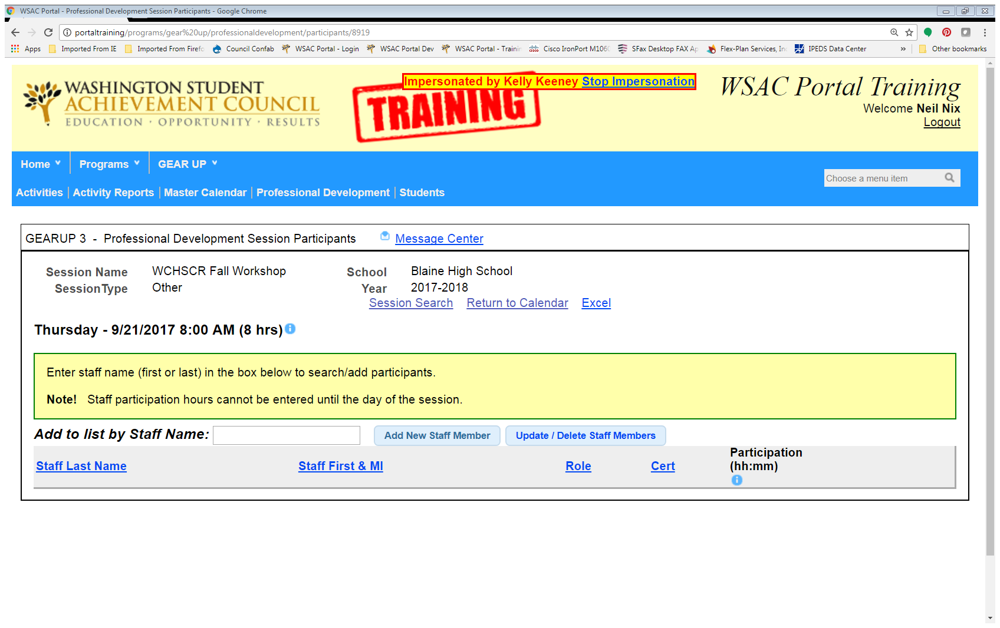 WSAC Portal - Professional Development Session Participants - Google Chrome
portaltraining/programs/gear%20up/professionaldevelopment/participants/8919
Apps Imported From IE Imported From Firefo Council Confab WSAC Portal - Login WSAC Portal Dev WSAC Portal - Trainin Cisco IronPort M1060 SFax Desktop FAX Ap Flex-Plan Services, Inc IPEDS Data Center » Other bookmarks
WASHINGTON STUDENT
ACHIEVEMENT COUNCIL
EDUCATION · OPPORTUNITY · RESULTS
Impersonated by Kelly Keeney Stop Impersonation
TRAINING
WSAC Portal Training
Welcome Neil Nix
Logout
Home Programs GEAR UP
Choose a menu item
Activities Activity Reports Master Calendar Professional Development Students
GEARUP 3 - Professional Development Session Participants Message Center
Session Name WCHSCR Fall Workshop School Blaine High School
SessionType Other Year 2017-2018
Session Search Return to Calendar Excel
Thursday - 9/21/2017 8:00 AM (8 hrs)
Enter staff name (first or last) in the box below to search/add participants.
Note! Staff participation hours cannot be entered until the day of the session.
Add to list by Staff Name: Add New Staff Member Update / Delete Staff Members
Staff Last Name Staff First & MI Role Cert Participation (hh:mm)